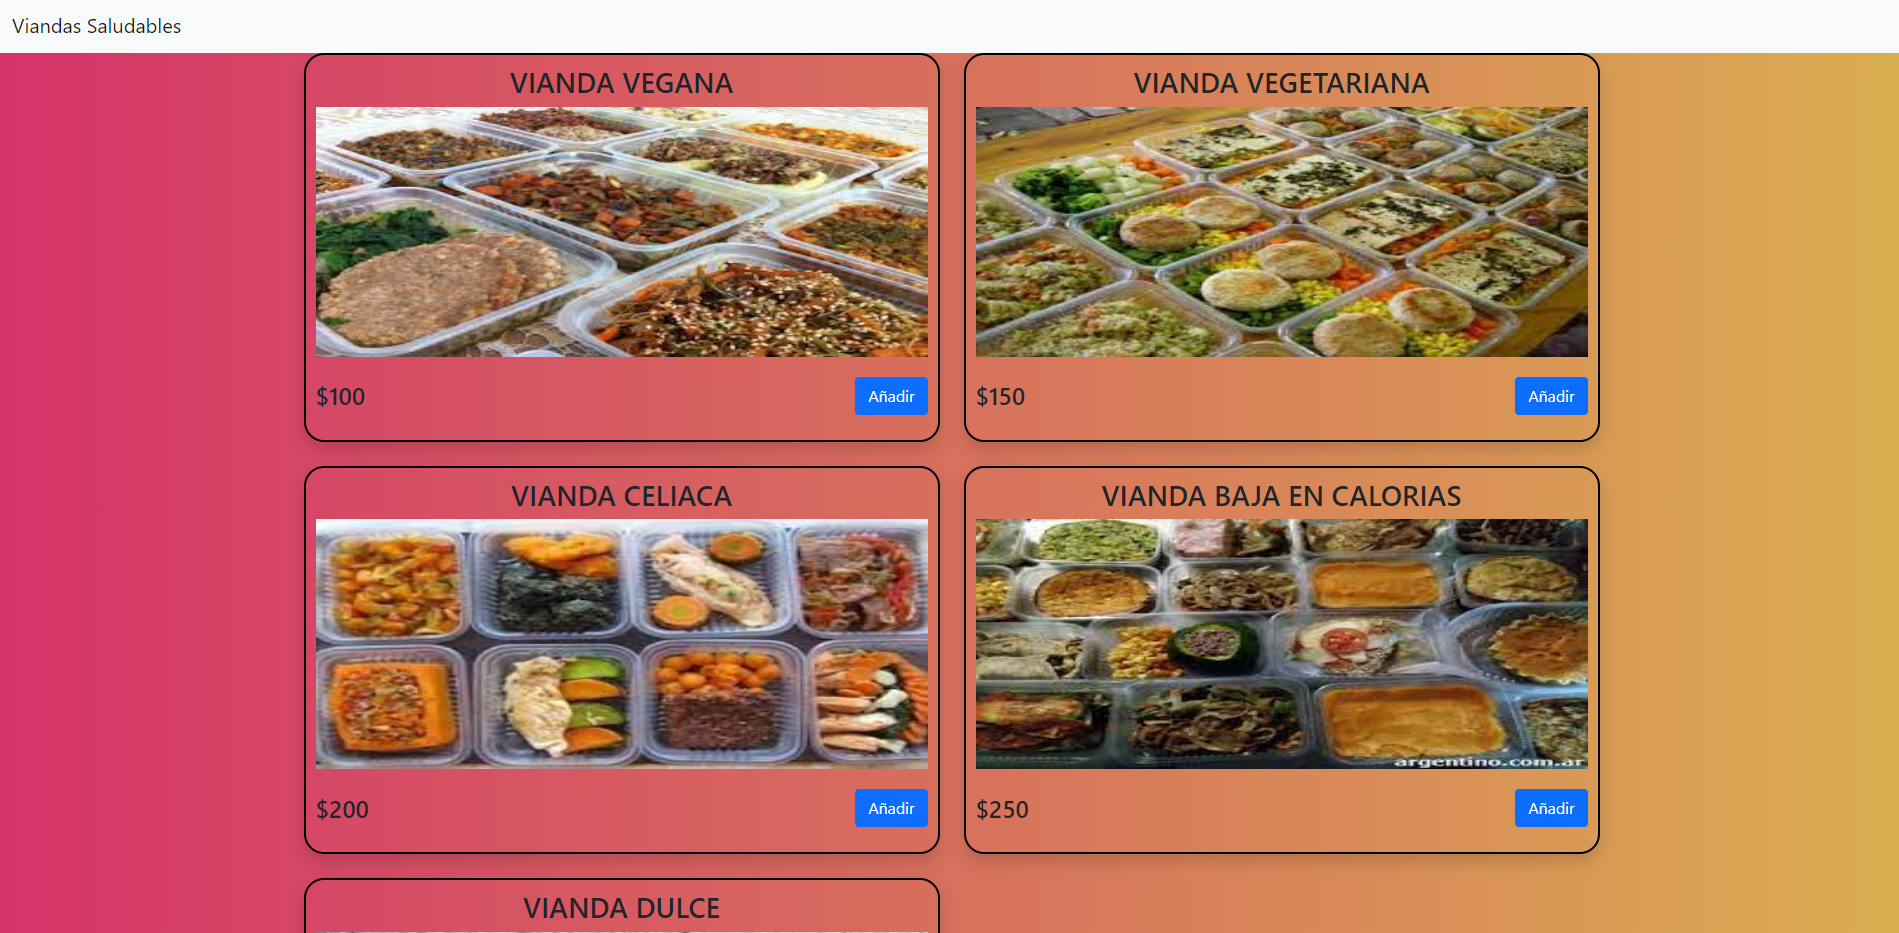 Viandas Saludables
VIANDA VEGANA
$100
Añadir
VIANDA VEGETARIANA
$150
Añadir
VIANDA CELIACA
$200
Añadir
VIANDA BAJA EN CALORIAS
argentino.com.ar
$250
Añadir
VIANDA DULCE